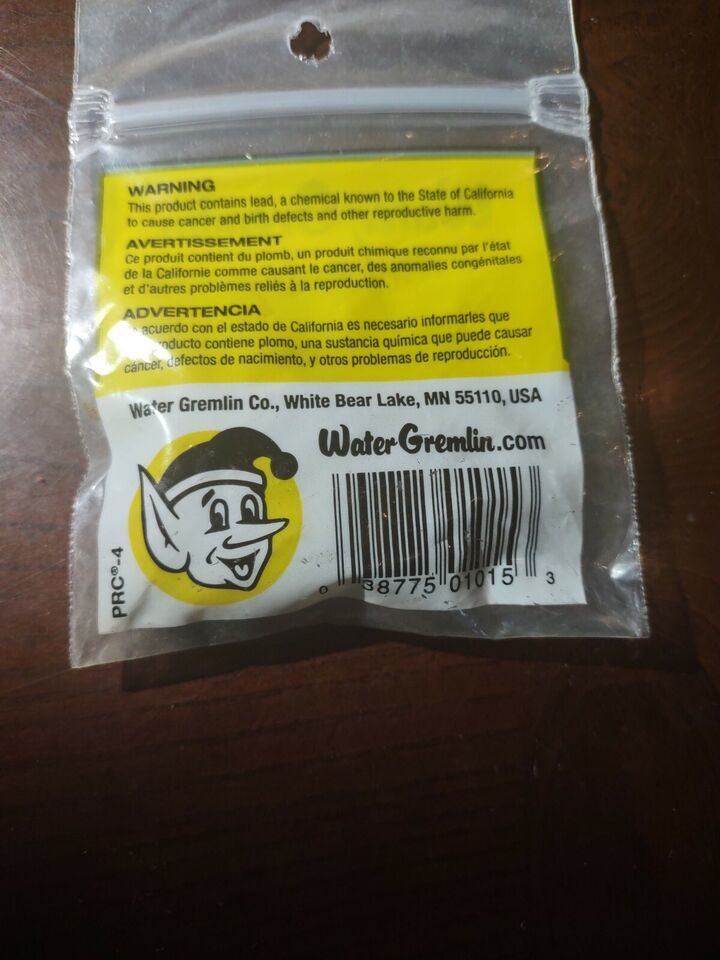 WARNING
This product contains lead, a chemical known to the State of California
to cause cancer and birth defects and other reproductive harm.
AVERTISSEMENT
Ce produit contient du plomb, un produit chimique reconnu par l'état
de la Californie comme causant le cancer, des anomalies congénitales
et d'autres problèmes reliés à la reproduction.
ADVERTENCIA
acuerdo con el estado de California es necesario informarles que
contiene plomo, una sustancia química que puede causar
cáncer, defectos de nacimiento, y otros problemas de reproducción.
Water Gremlin Co., White Bear Lake, MN 55110, USA
Water Gremlin.com
PRC®-4
0 38775 01015 3